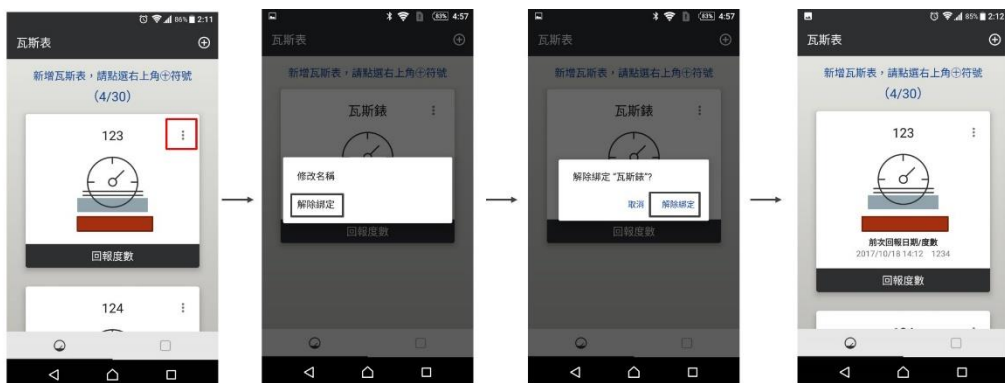 86% 2:11
瓦斯表
新增瓦斯表，請點選右上角⊕符號
(4/30)
123
回報度數
124
83% 4:57
瓦斯表
新增瓦斯表，請點選右上角⊕符號
瓦斯錶
修改名稱
解除綁定
回報度數
83% 4:57
瓦斯表
新增瓦斯表，請點選右上角⊕符號
瓦斯錶
解除綁定 "瓦斯錶"?
取消 解除綁定
回報度數
85% 2:12
瓦斯表
新增瓦斯表，請點選右上角⊕符號
(4/30)
123
前次回報日期/度數
2017/10/18 14:12 1234
回報度數